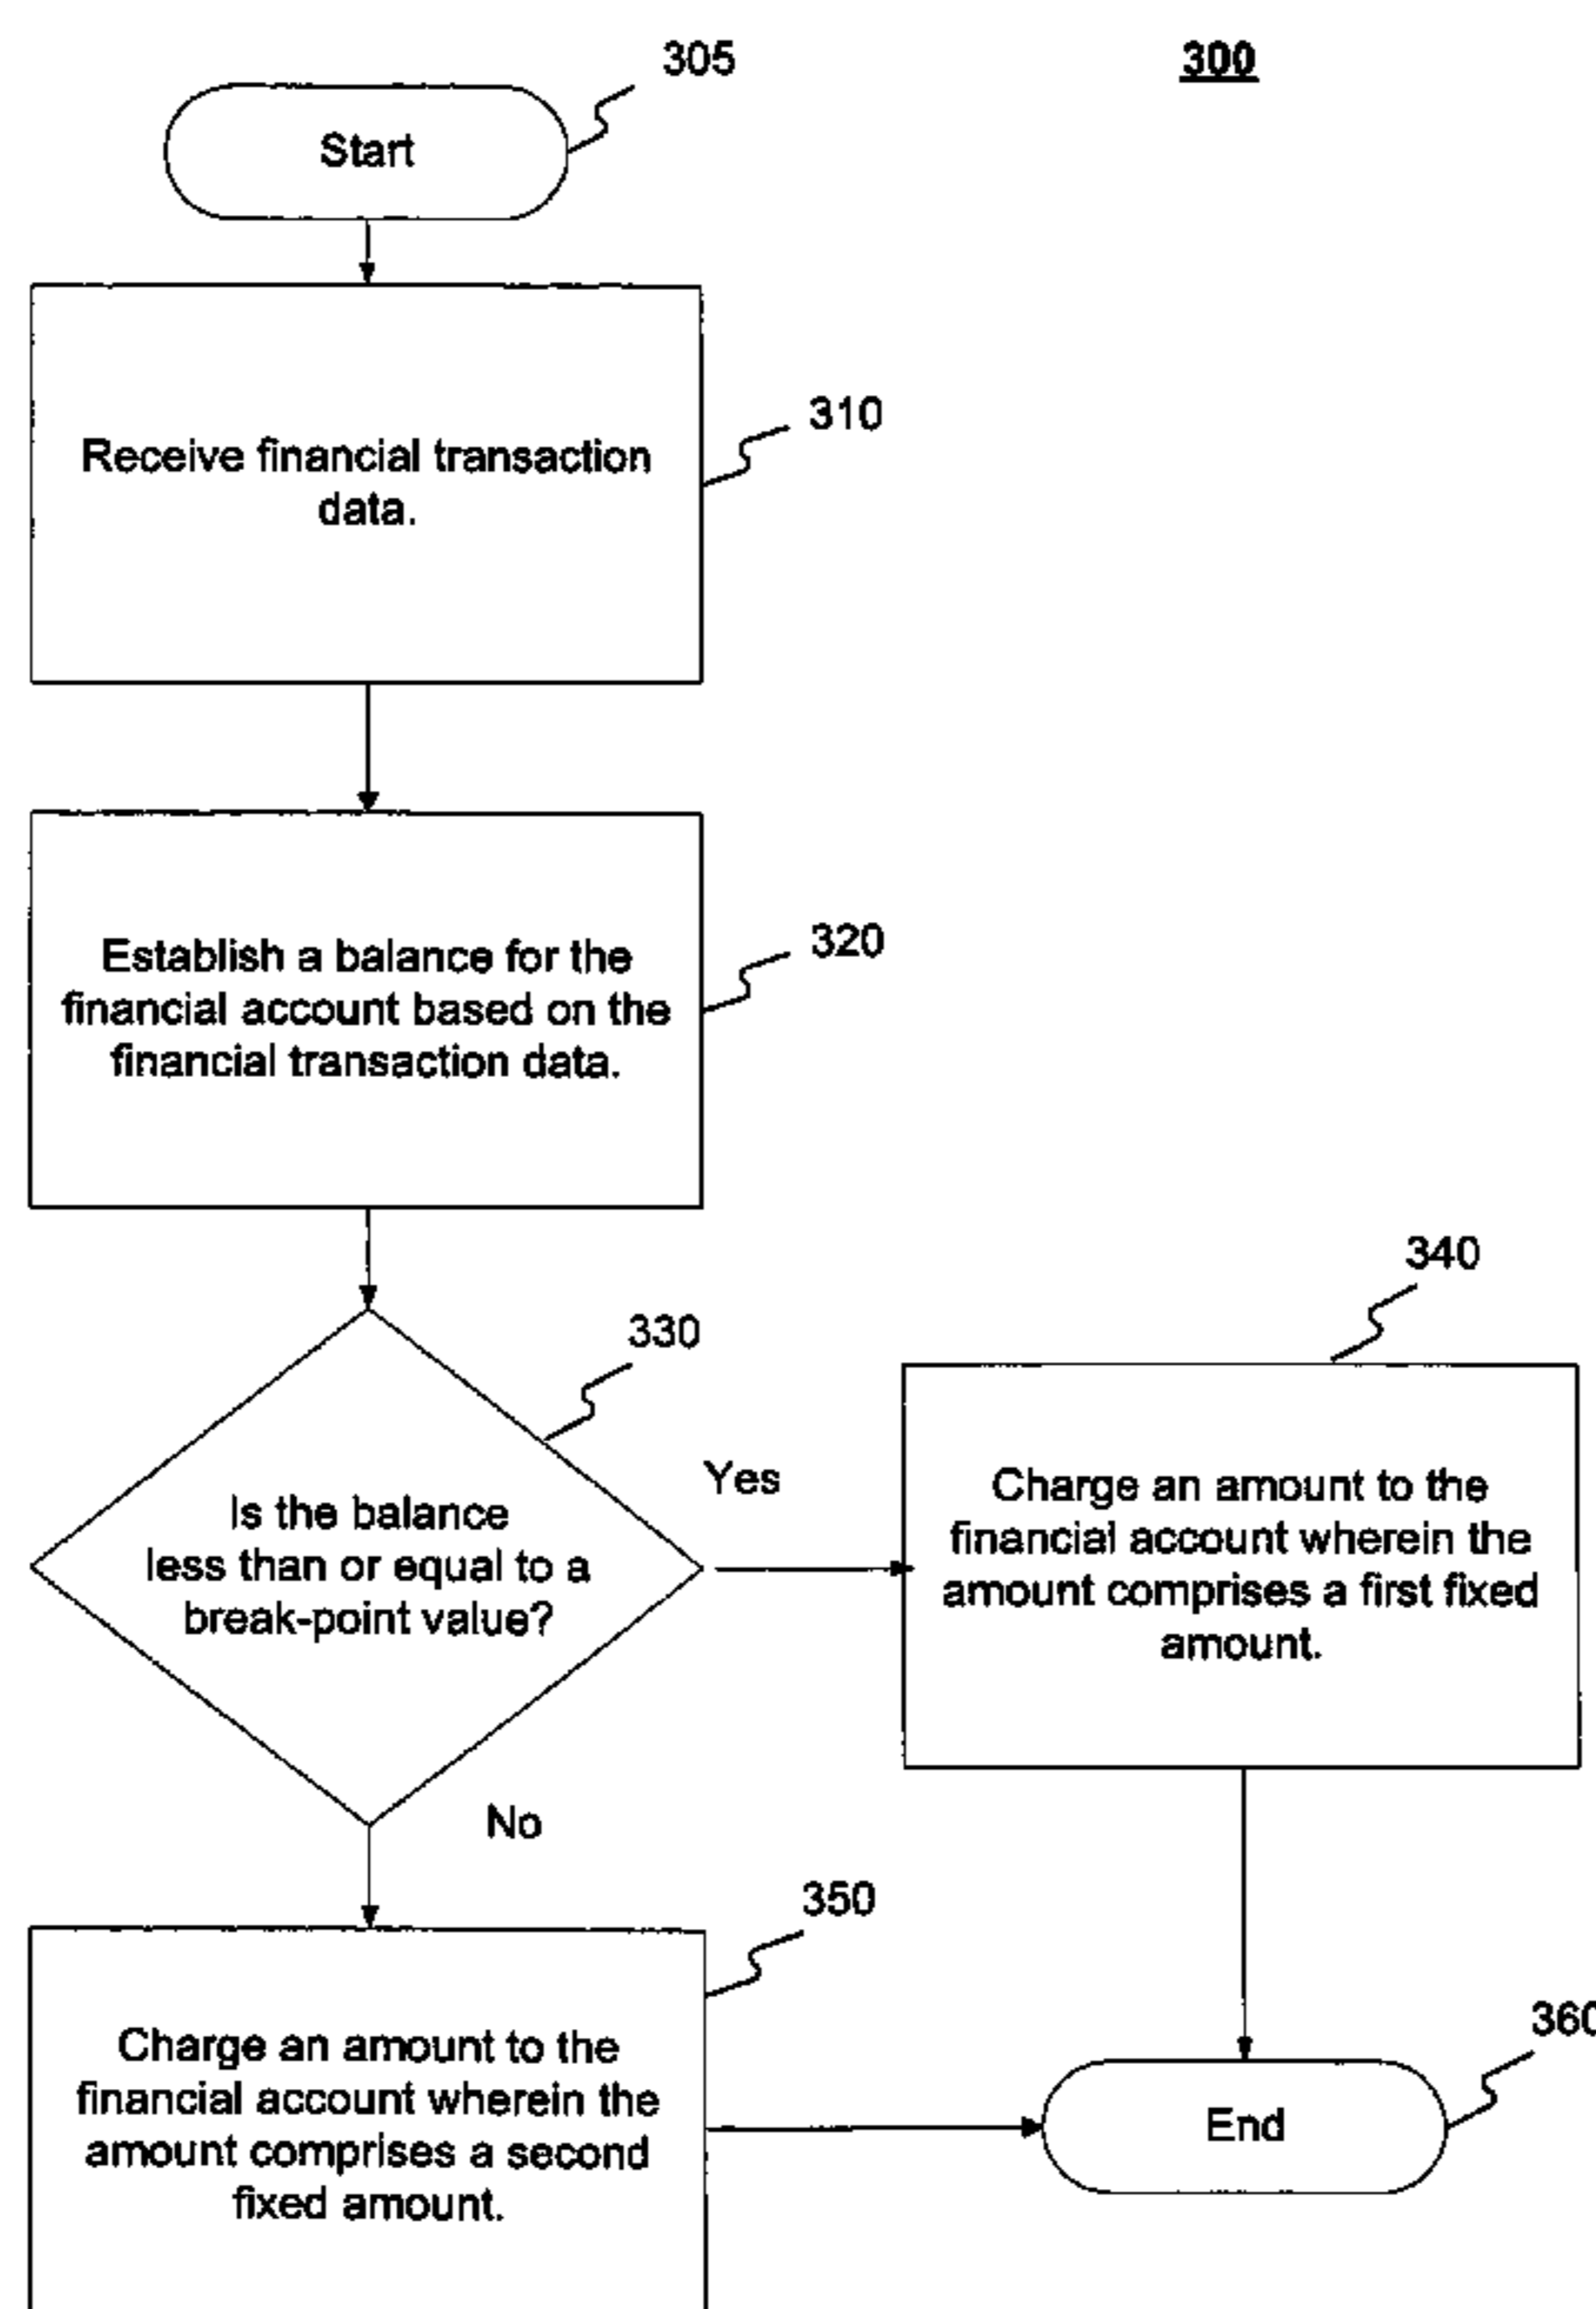 305
300
Start
310
Receive financial transaction
data.
320
Establish a balance for the
financial account based on the
financial transaction data.
330
Is the balance
less than or equal to a
break-point value?
Yes
340
Charge an amount to the
financial account wherein the
amount comprises a first fixed
amount.
No
350
Charge an amount to the
financial account wherein the
amount comprises a second
fixed amount.
360
End